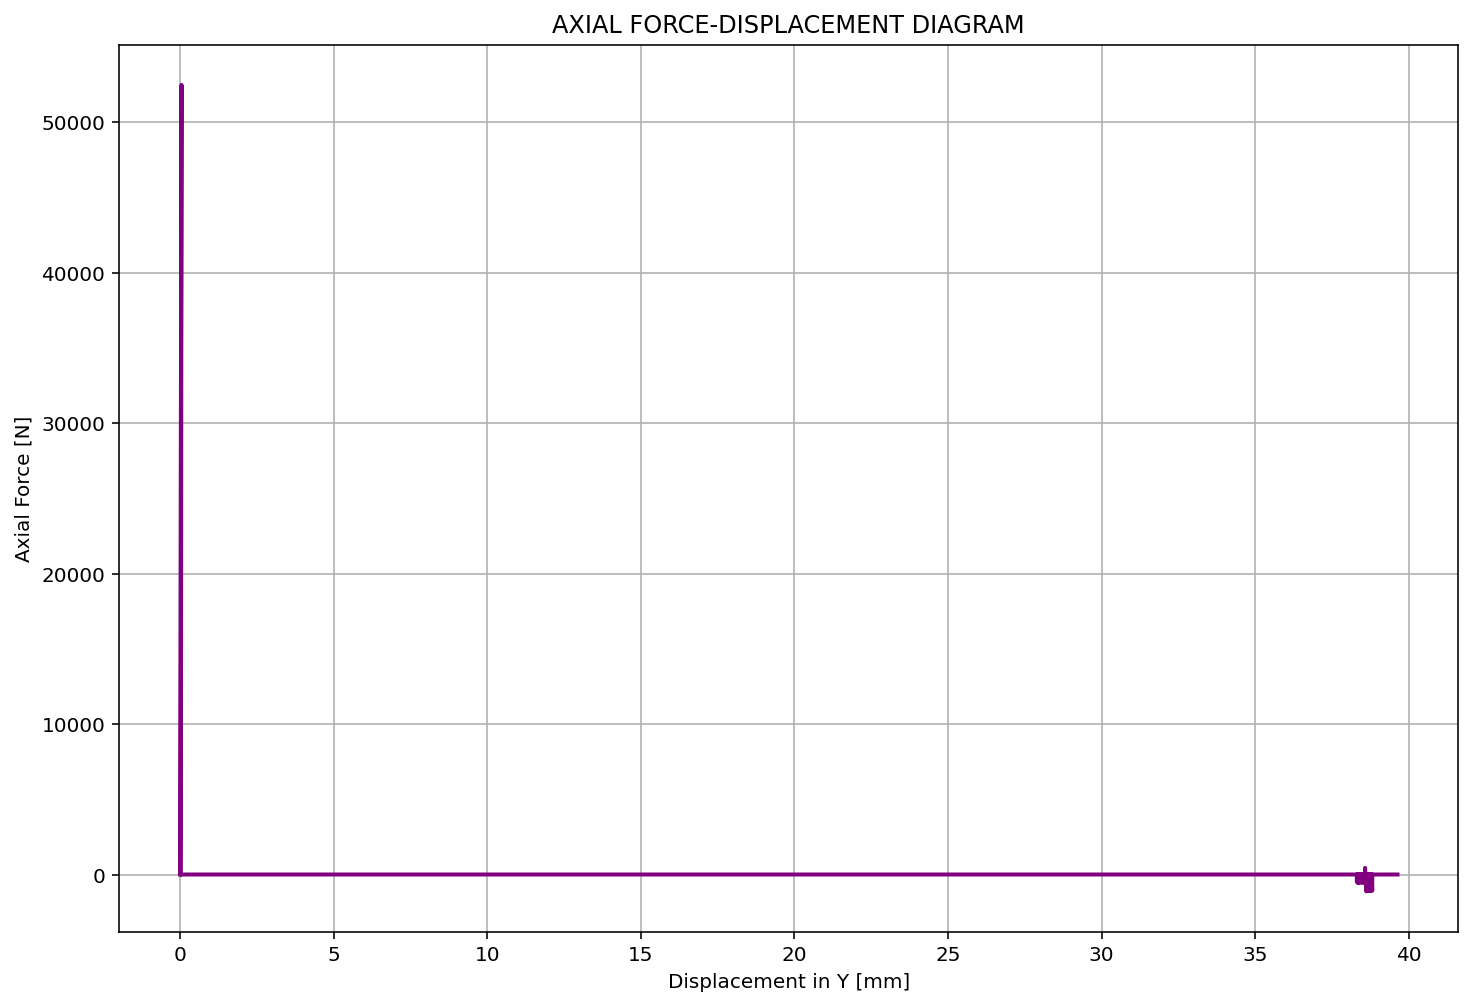 AXIAL FORCE-DISPLACEMENT DIAGRAM
Axial Force [N]
50000
40000
30000
20000
10000
0
0 5 10 15 20 25 30 35 40
Displacement in Y [mm]